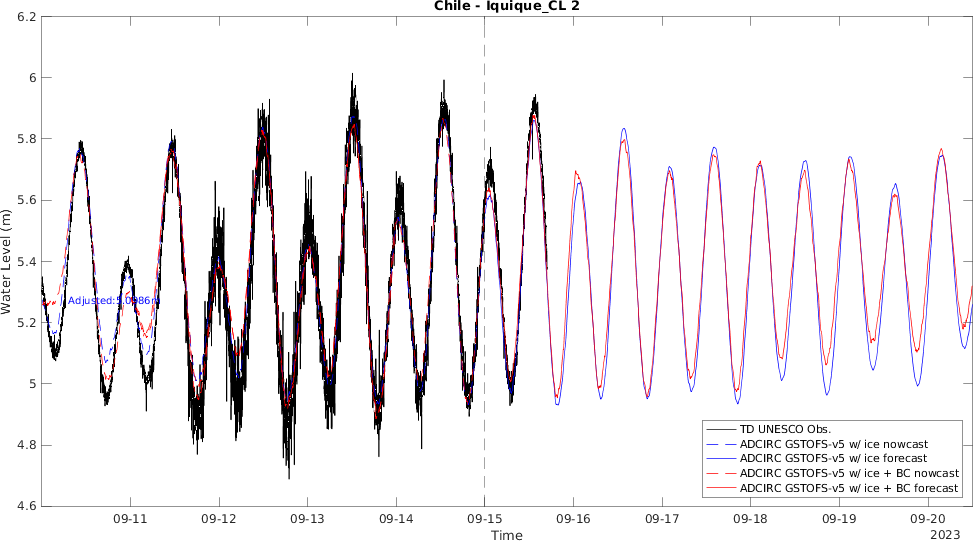 Chile - Iquique_CL 2
6.2
6
5.8
5.6
5.4
5.2
5
4.8
4.6
Water Level (m)
Adjusted:5.0986m
TD UNESCO Obs.
ADCIRC GSTOFS-v5 w/ ice nowcast
ADCIRC GSTOFS-v5 w/ ice forecast
ADCIRC GSTOFS-v5 w/ ice + BC nowcast
ADCIRC GSTOFS-v5 w/ ice + BC forecast
09-11 09-12 09-13 09-14 09-15 09-16 09-17 09-18 09-19 09-20
2023
Time